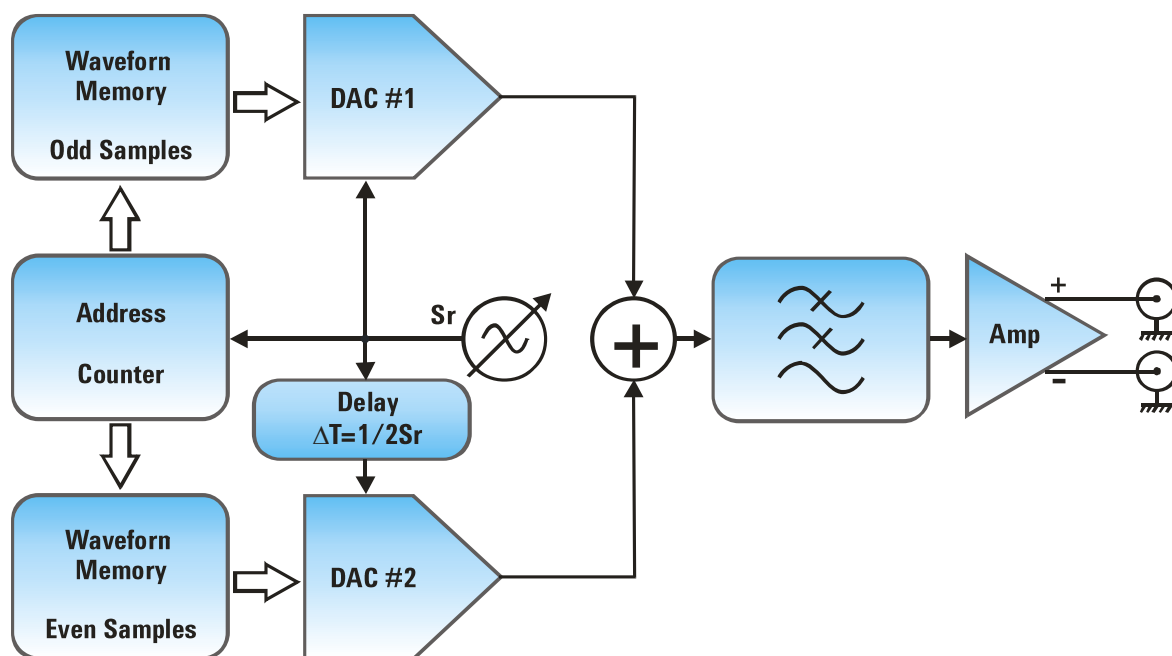 Waveforn
Memory
Odd Samples
DAC #1
Address
Counter
Sr
Delay
ΔT=1/2Sr
+
Amp
+
-
Waveforn
Memory
Even Samples
DAC #2